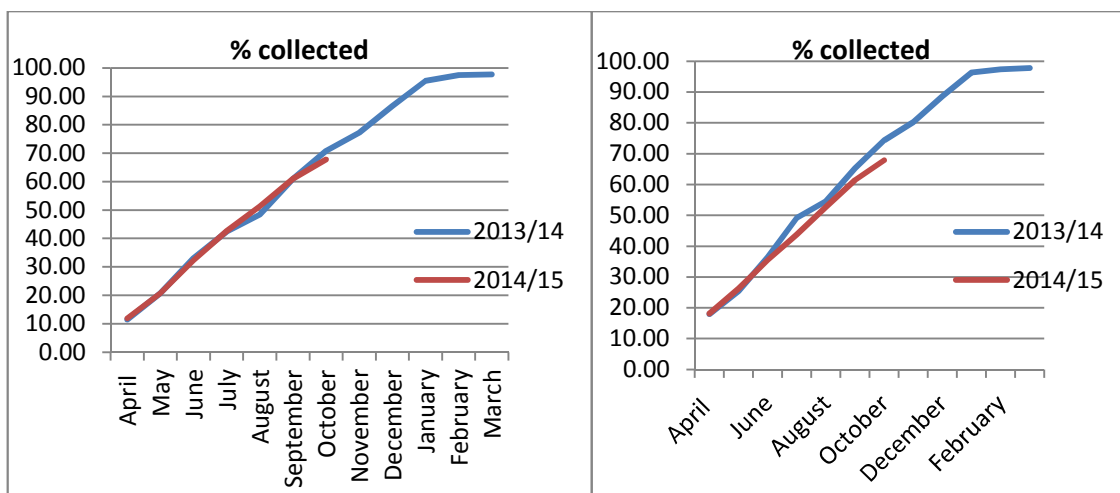 % collected
100.00
90.00
80.00
70.00
60.00
50.00
40.00
30.00
20.00
10.00
0.00
2013/14
2014/15
April
May
June
July
August
September
October
November
December
January
February
March
% collected
100.00
90.00
80.00
70.00
60.00
50.00
40.00
30.00
20.00
10.00
0.00
2013/14
2014/15
April
June
August
October
December
February